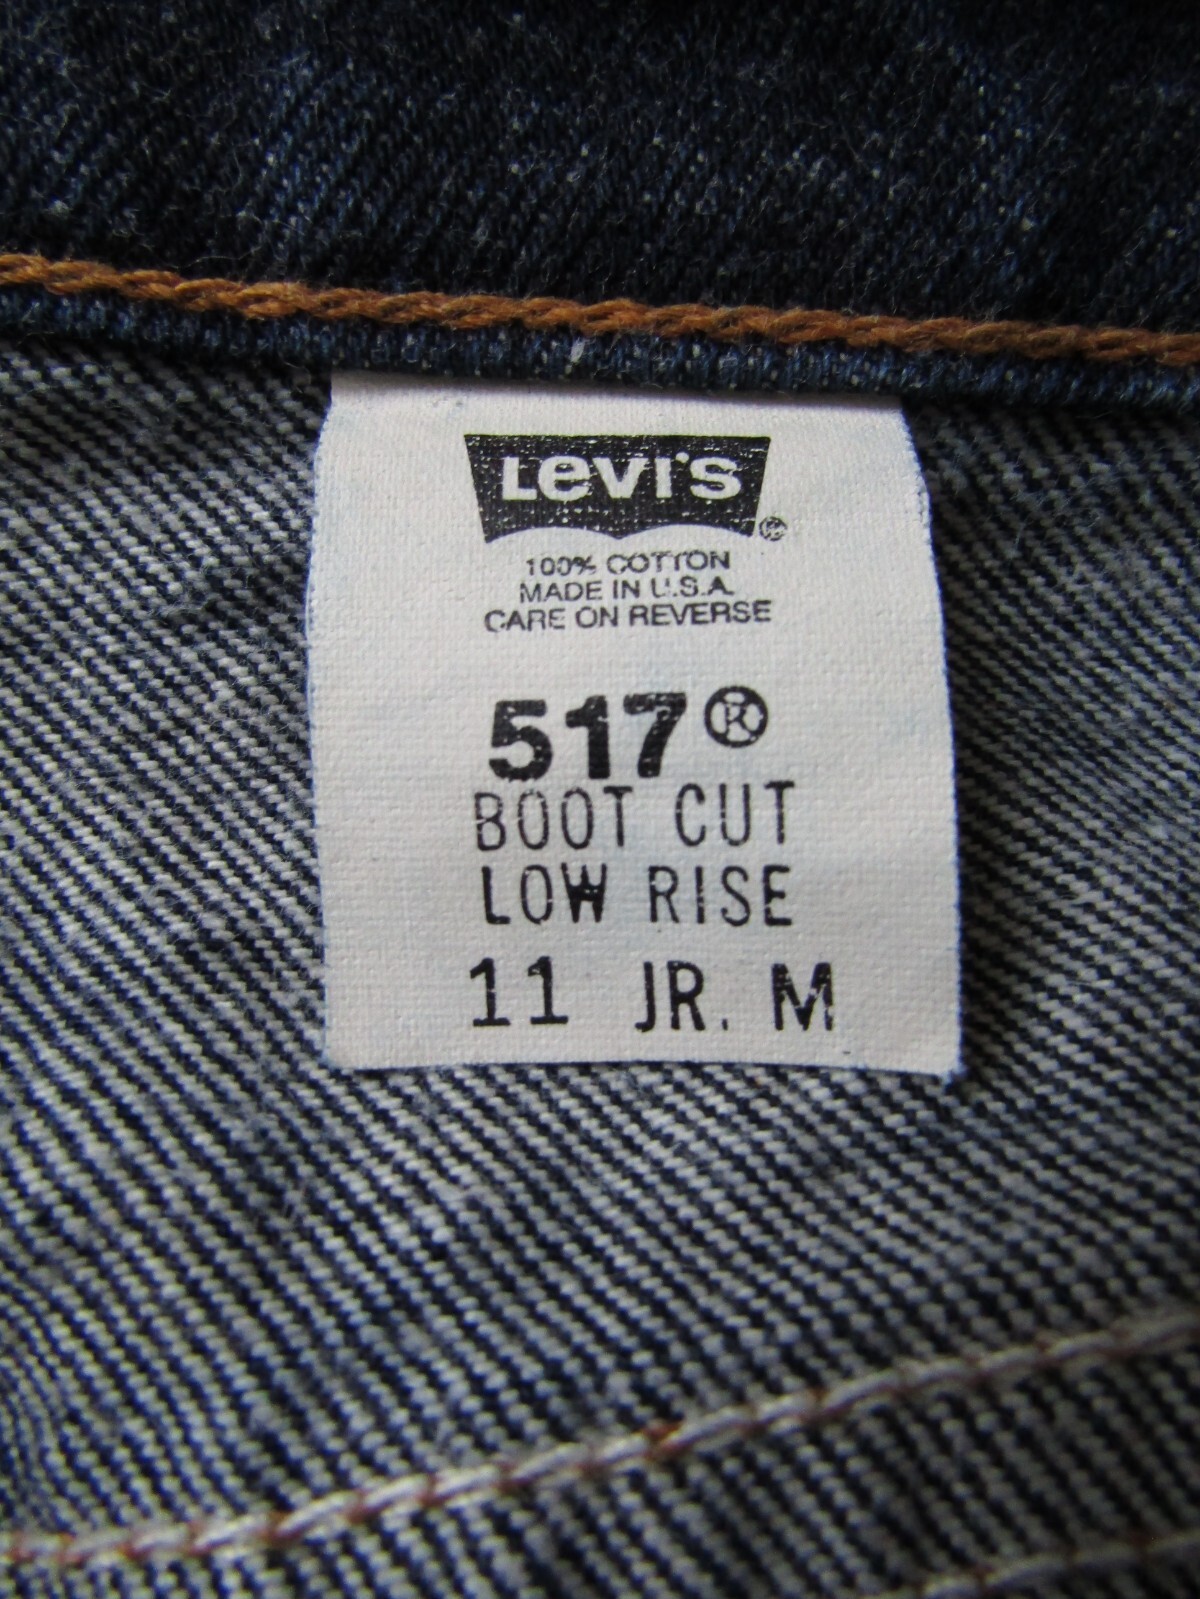 Levi's ®
100% COTTON
MADE IN U.S.A.
CARE ON REVERSE
517®
BOOT CUT
LOW RISE
11 JR. M